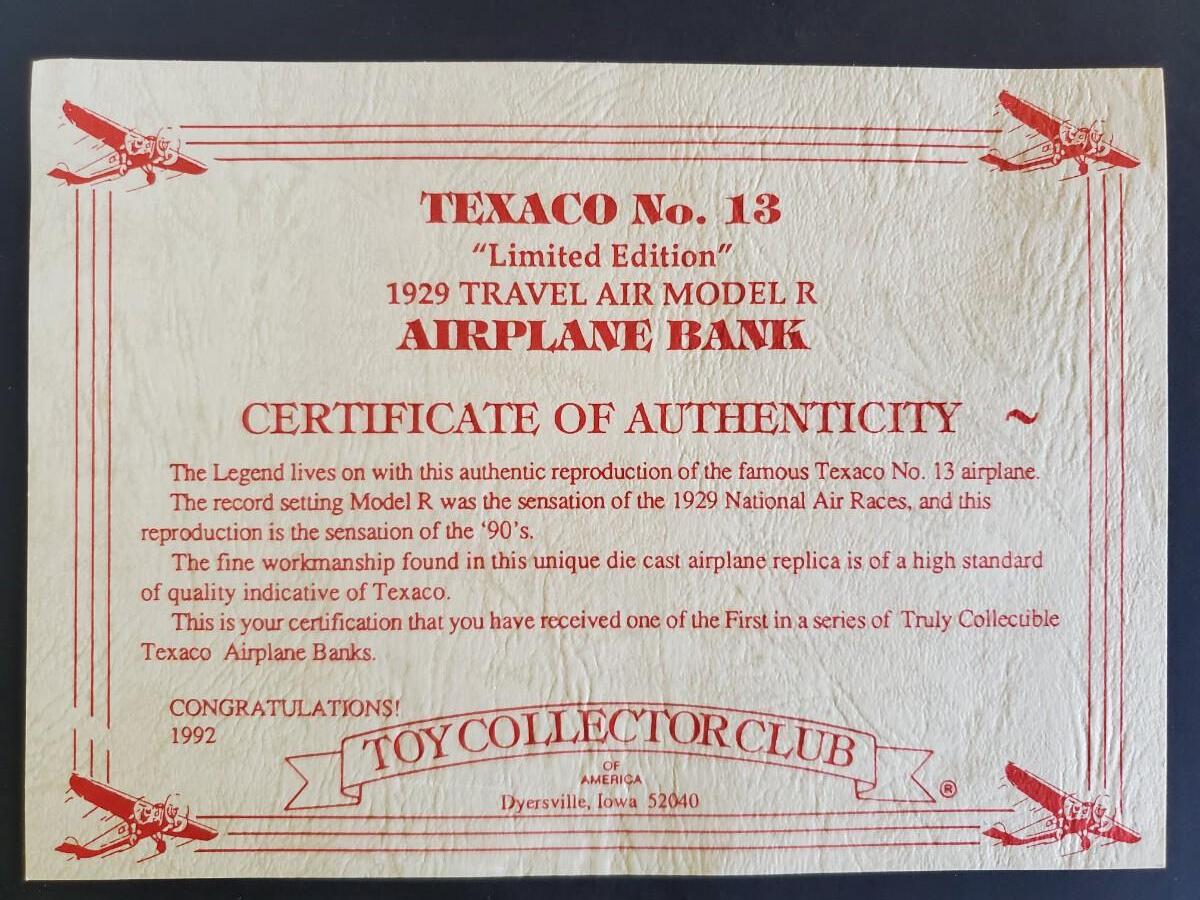 TEXACO No. 13
"Limited Edition"
1929 TRAVEL AIR MODEL R
AIRPLANE BANK
CERTIFICATE OF AUTHENTICITY ~
The Legend lives on with this authentic reproduction of the famous Texaco No. 13 airplane.
The record setting Model R was the sensation of the 1929 National Air Races, and this
reproduction is the sensation of the '90's.
The fine workmanship found in this unique die cast airplane replica is of a high standard
of quality indicative of Texaco.
This is your certification that you have received one of the First in a series of Truly Collectible
Texaco Airplane Banks.
CONGRATULATIONS!
1992
TOY COLLECTOR CLUB
OF
AMERICA
®
Dyersville, Iowa 52040